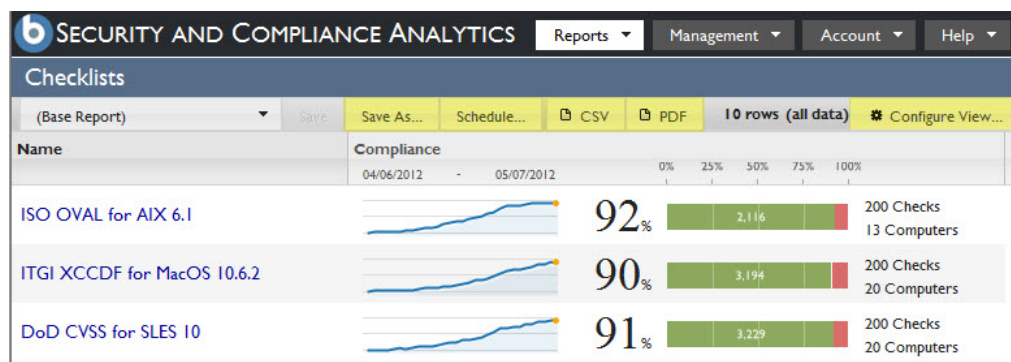 b SECURITY AND COMPLIANCE ANALYTICS Reports Management Account Help
Checklists
(Base Report) Save Save As... Schedule... CSV PDF 10 rows (all data) Configure View...
Name Compliance
04/06/2012 - 05/07/2012 0% 25% 50% 75% 100%
ISO OVAL for AIX 6.1 92% 2,116 200 Checks
13 Computers
ITGI XCCDF for MacOS 10.6.2 90% 3,194 200 Checks
20 Computers
DoD CVSS for SLES 10 91% 3,229 200 Checks
20 Computers